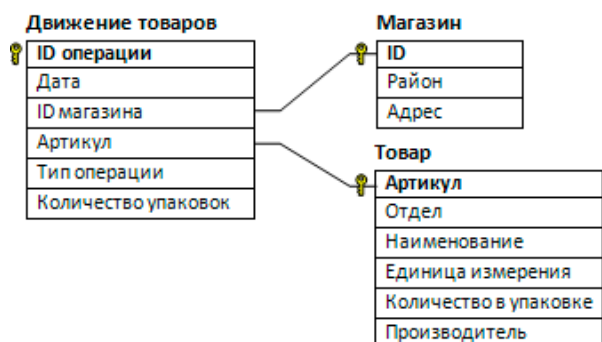 Движение товаров
ID операции
Дата
ID магазина
Артикул
Тип операции
Количество упаковок
Магазин
ID
Район
Адрес
Товар
Артикул
Отдел
Наименование
Единица измерения
Количество в упаковке
Производитель